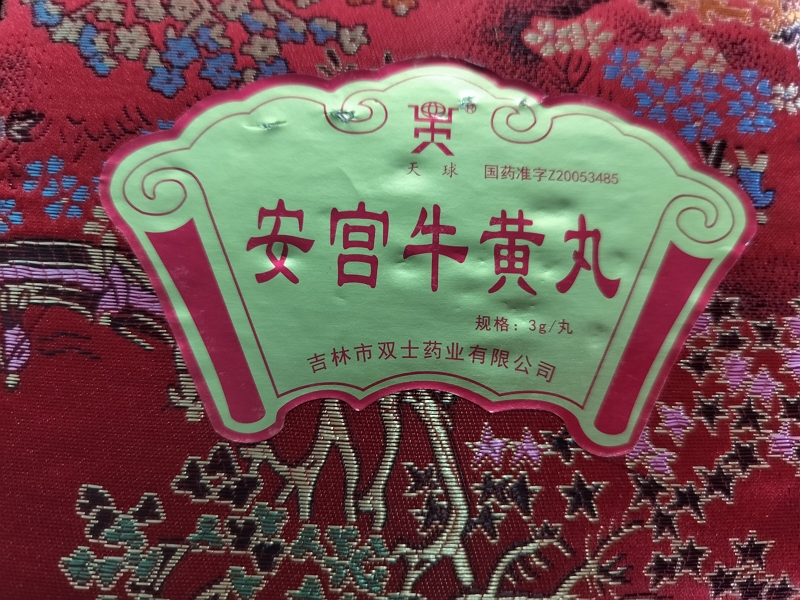 ®
天球 国药准字Z20053485
安宫牛黄丸
规格：3g/丸
吉林市双士药业有限公司